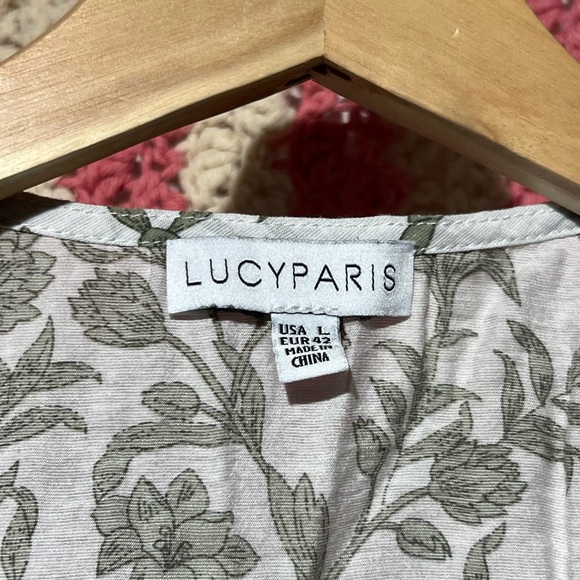 LUCYPARIS
USA L
EUR 42
MADE IN
CHINA